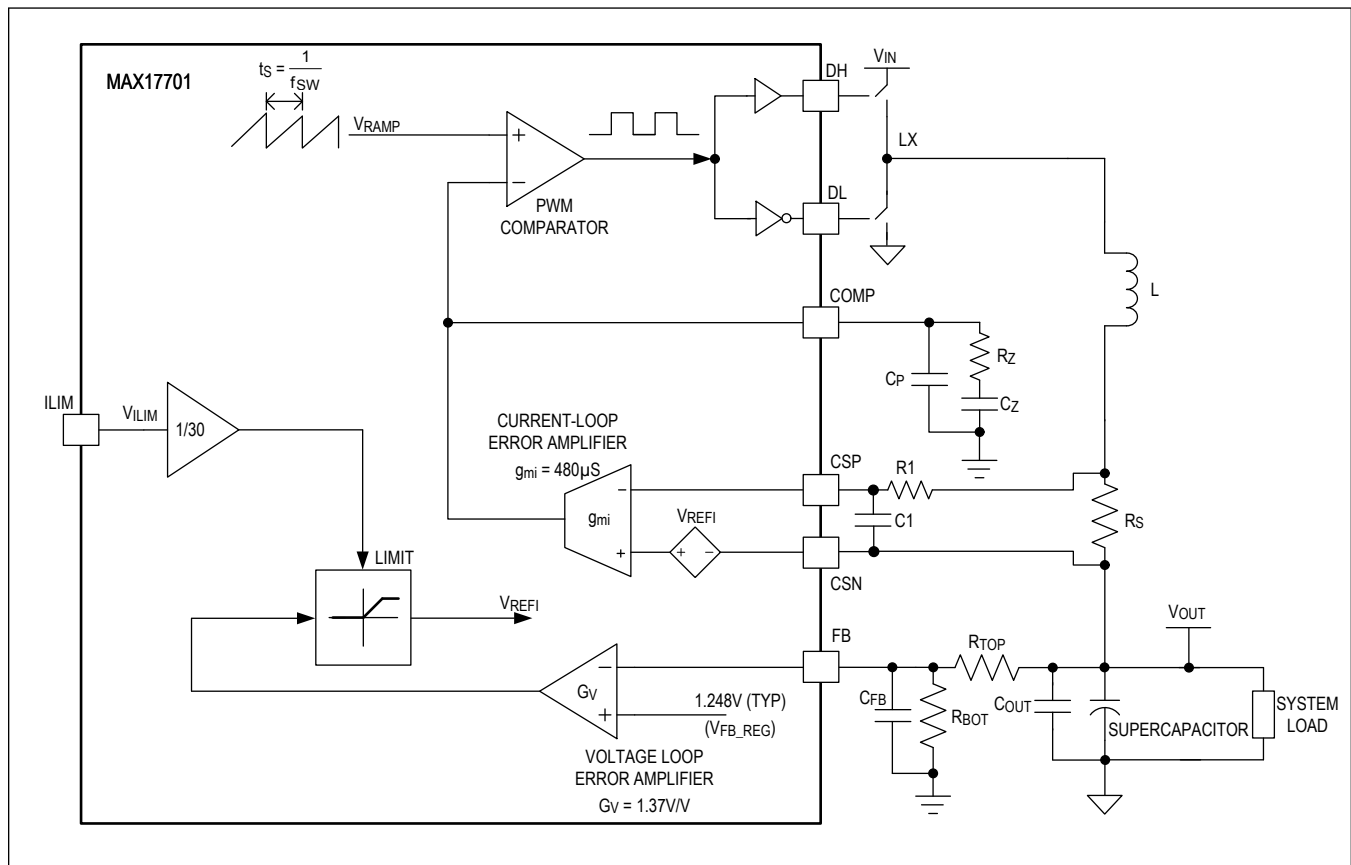 MAX17701
tS = 1
fSW
VRAMP
+
−
PWM
COMPARATOR
DH
VIN
LX
DL
L
COMP
RZ
CP
CZ
ILIM
VILIM
1/30
CURRENT-LOOP
ERROR AMPLIFIER
gmi = 480µS
gmi
−
+
VREFI
+ −
CSP
R1
C1
CSN
RS
LIMIT
VREFI
VOUT
FB
RTOP
GV
−
+
1.248V (TYP)
(VFB_REG)
CFB
RBOT
COUT
SUPERCAPACITOR
SYSTEM
LOAD
VOLTAGE LOOP
ERROR AMPLIFIER
GV = 1.37V/V